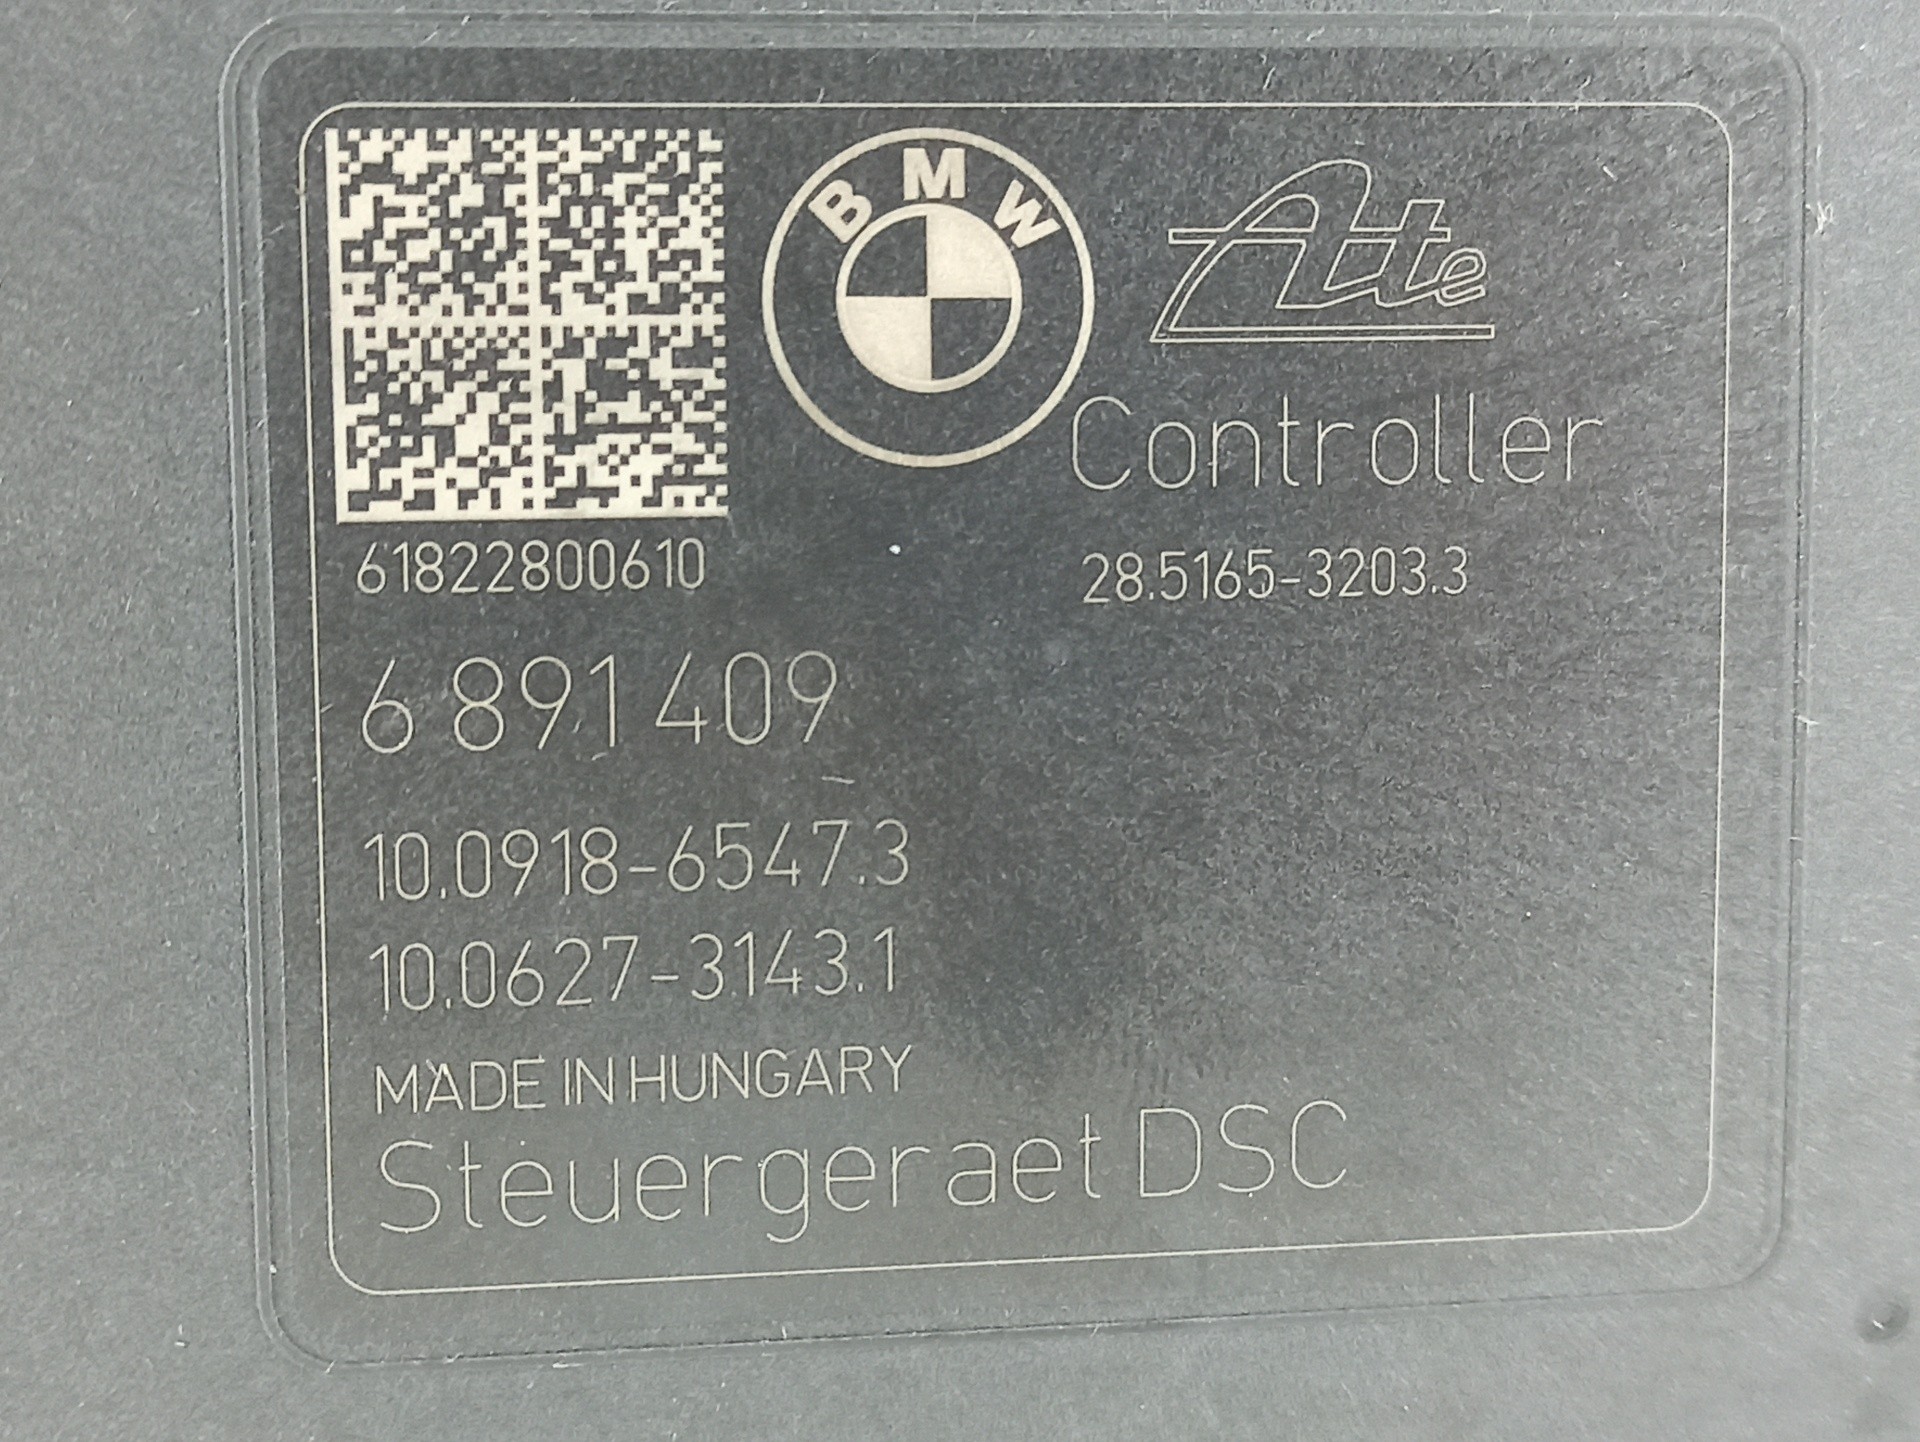 BMW
Ate
Controller
61822800610
28.5165-3203.3
6 891 409
10.0918-6547.3
10.0627-3143.1
MADE IN HUNGARY
Steuergeraet DSC